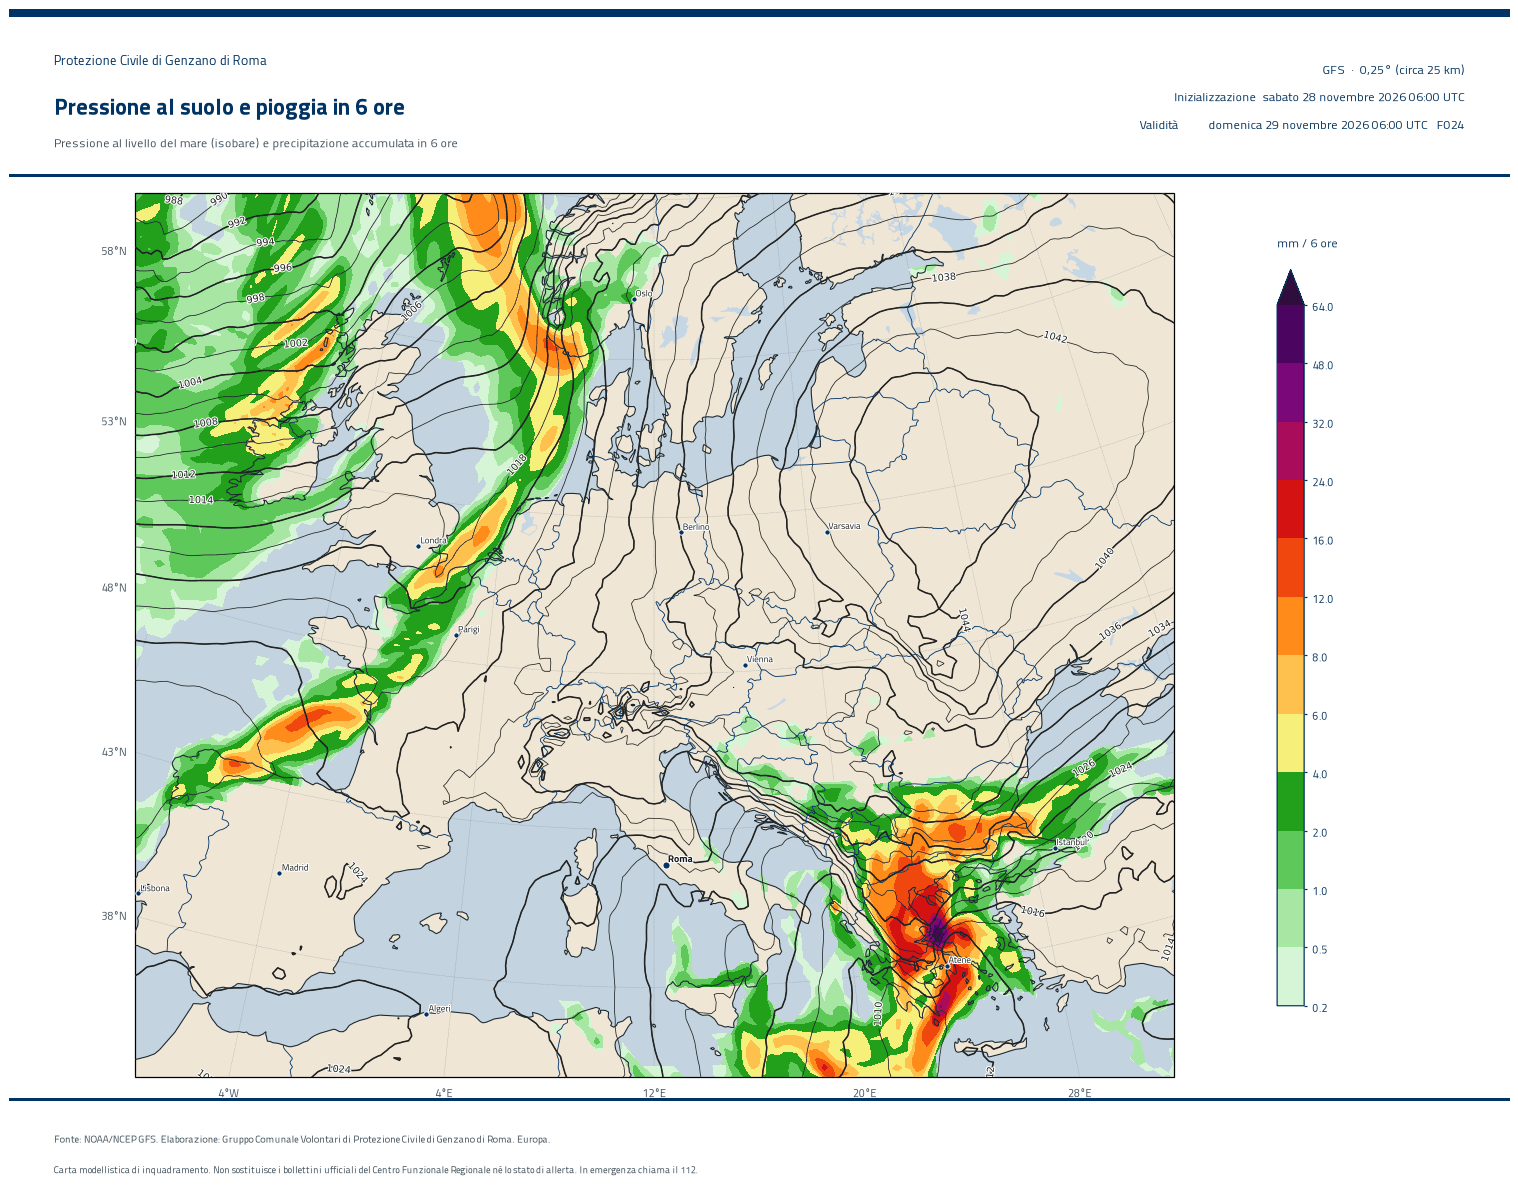 Protezione Civile di Genzano di Roma
Pressione al suolo e pioggia in 6 ore
Pressione al livello del mare (isobare) e precipitazione accumulata in 6 ore
GFS · 0,25° (circa 25 km)
Inizializzazione sabato 28 novembre 2026 06:00 UTC
Validità domenica 29 novembre 2026 06:00 UTC F024
988
990
992
994
996
998
1002
1004
1006
1008
1012
1014
1018
1038
1042
1040
1044
1036
1034
1026
1024
1016
1014
1010
1024
1024
58°N
53°N
48°N
43°N
38°N
4°W
4°E
12°E
20°E
28°E
Oslo
Londra
Berlino
Varsavia
Parigi
Vienna
Istanbul
Roma
Madrid
Lisbona
Atene
Algeri
mm / 6 ore
64.0
48.0
32.0
24.0
16.0
12.0
8.0
6.0
4.0
2.0
1.0
0.5
0.2
Fonte: NOAA/NCEP GFS. Elaborazione: Gruppo Comunale Volontari di Protezione Civile di Genzano di Roma. Europa.
Carta modellistica di inquadramento. Non sostituisce i bollettini ufficiali del Centro Funzionale Regionale né lo stato di allerta. In emergenza chiama il 112.